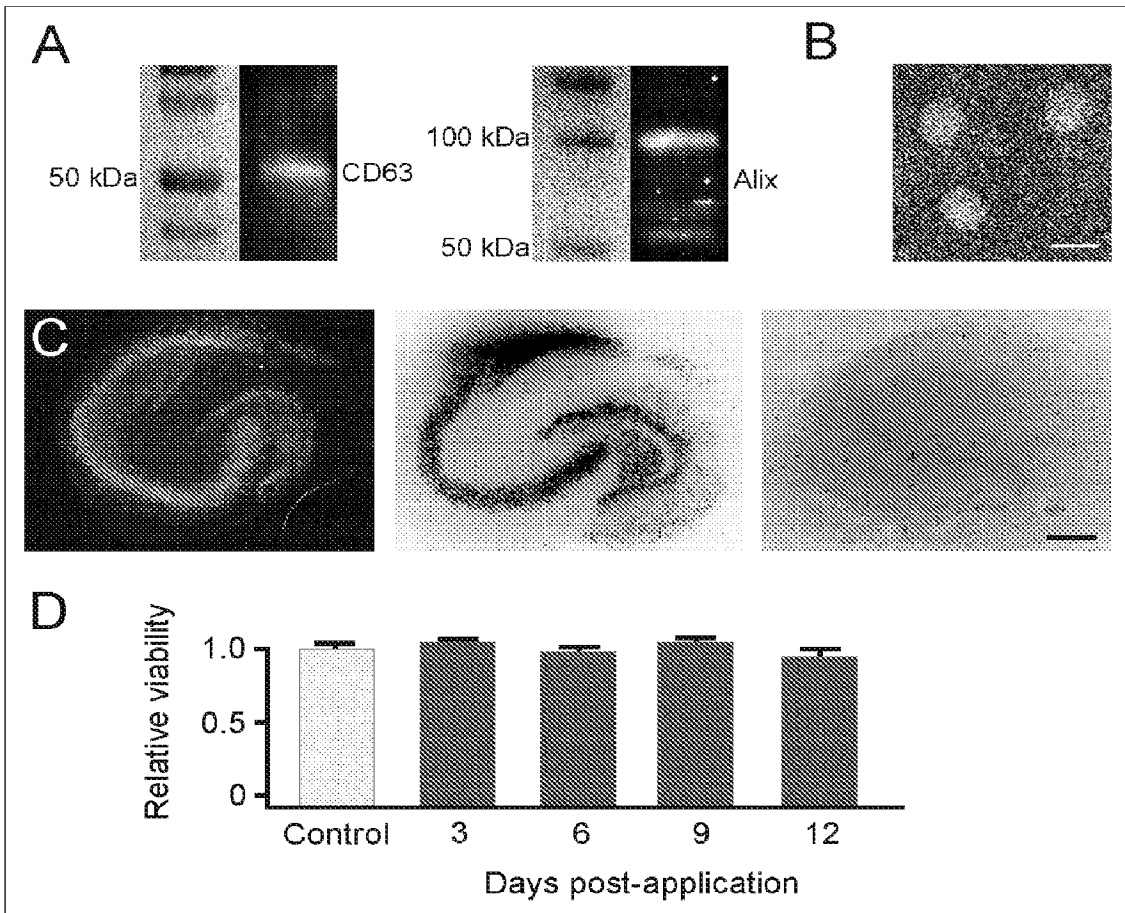 A
50 kDa
CD63
100 kDa
50 kDa
Alix
B
C
D
Relative viability
1.0
0.5
0
Control 3 6 9 12
Days post-application